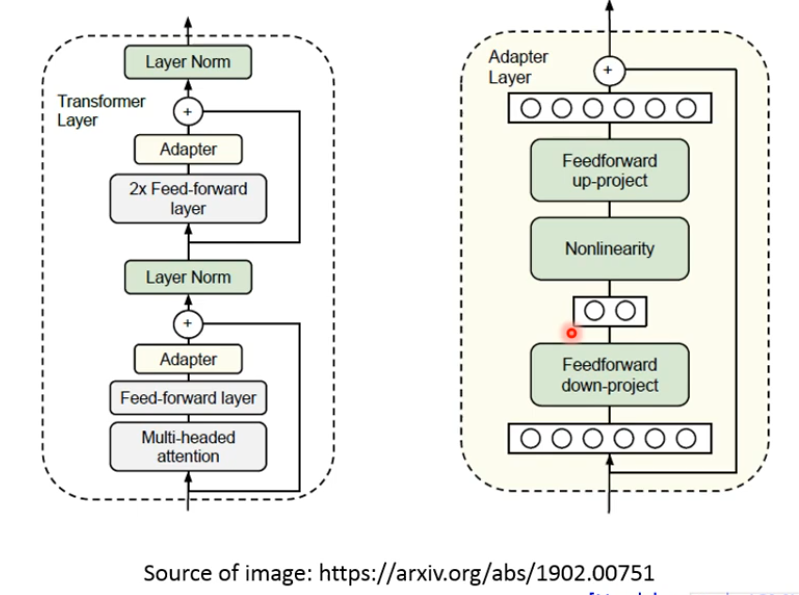 Layer Norm
Transformer
Layer
+
Adapter
2x Feed-forward
layer
Layer Norm
+
Adapter
Feed-forward layer
Multi-headed
attention
Adapter
Layer
+
Feedforward
up-project
Nonlinearity
Feedforward
down-project
Source of image: https://arxiv.org/abs/1902.00751